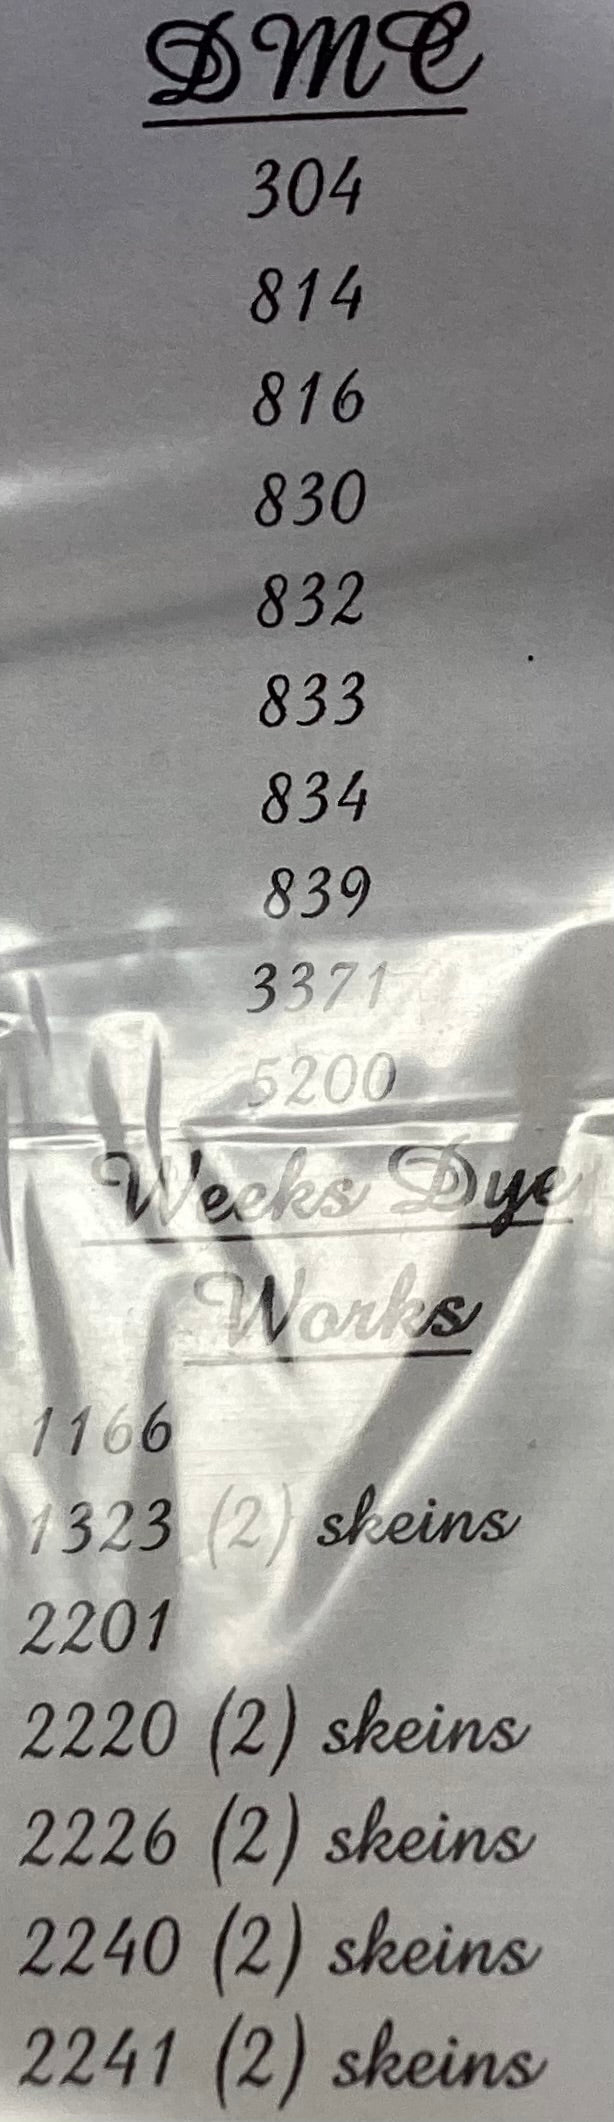 DMC
304
814
816
830
832
833
834
839
3371
5200
Weeks Dye
Works
1166
1323 (2) skeins
2201
2220 (2) skeins
2226 (2) skeins
2240 (2) skeins
2241 (2) skeins